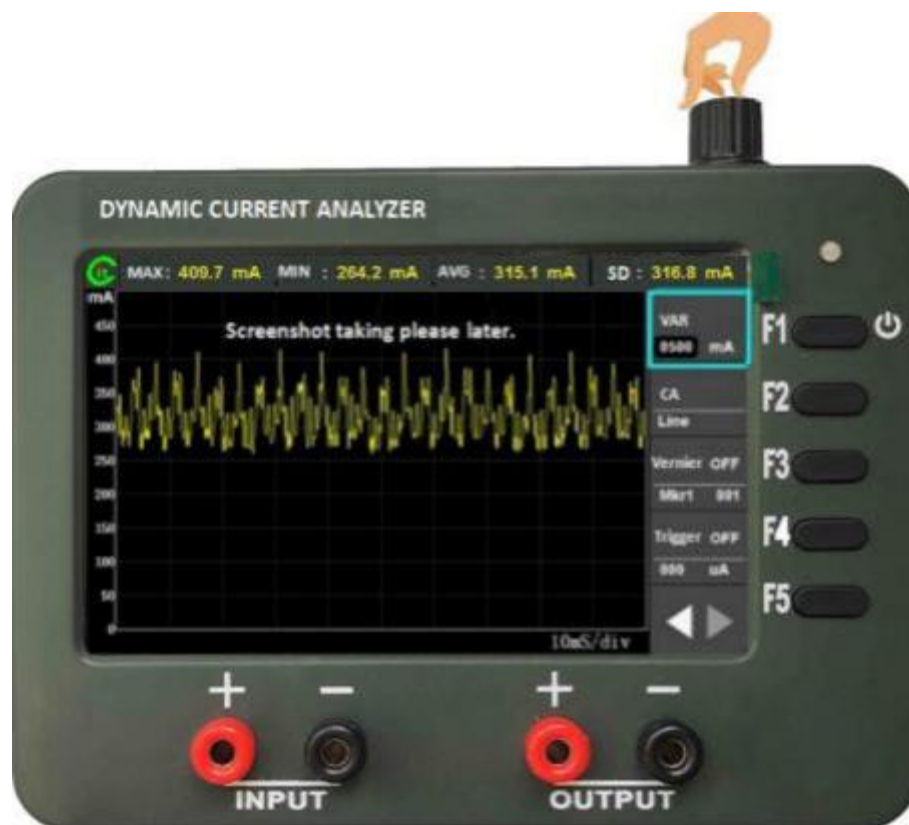 DYNAMIC CURRENT ANALYZER
MAX: 409.7 mA MIN : 264.2 mA AVG : 315.1 mA SD : 316.8 mA
mA
450
400
350
300
250
200
150
100
50
0
Screenshot taking please later.
10mS/div
VAR
0500 mA
CA
Line
Vernier OFF
Mkr1 001
Trigger OFF
000 uA
F1
F2
F3
F4
F5
+ − + −
INPUT OUTPUT